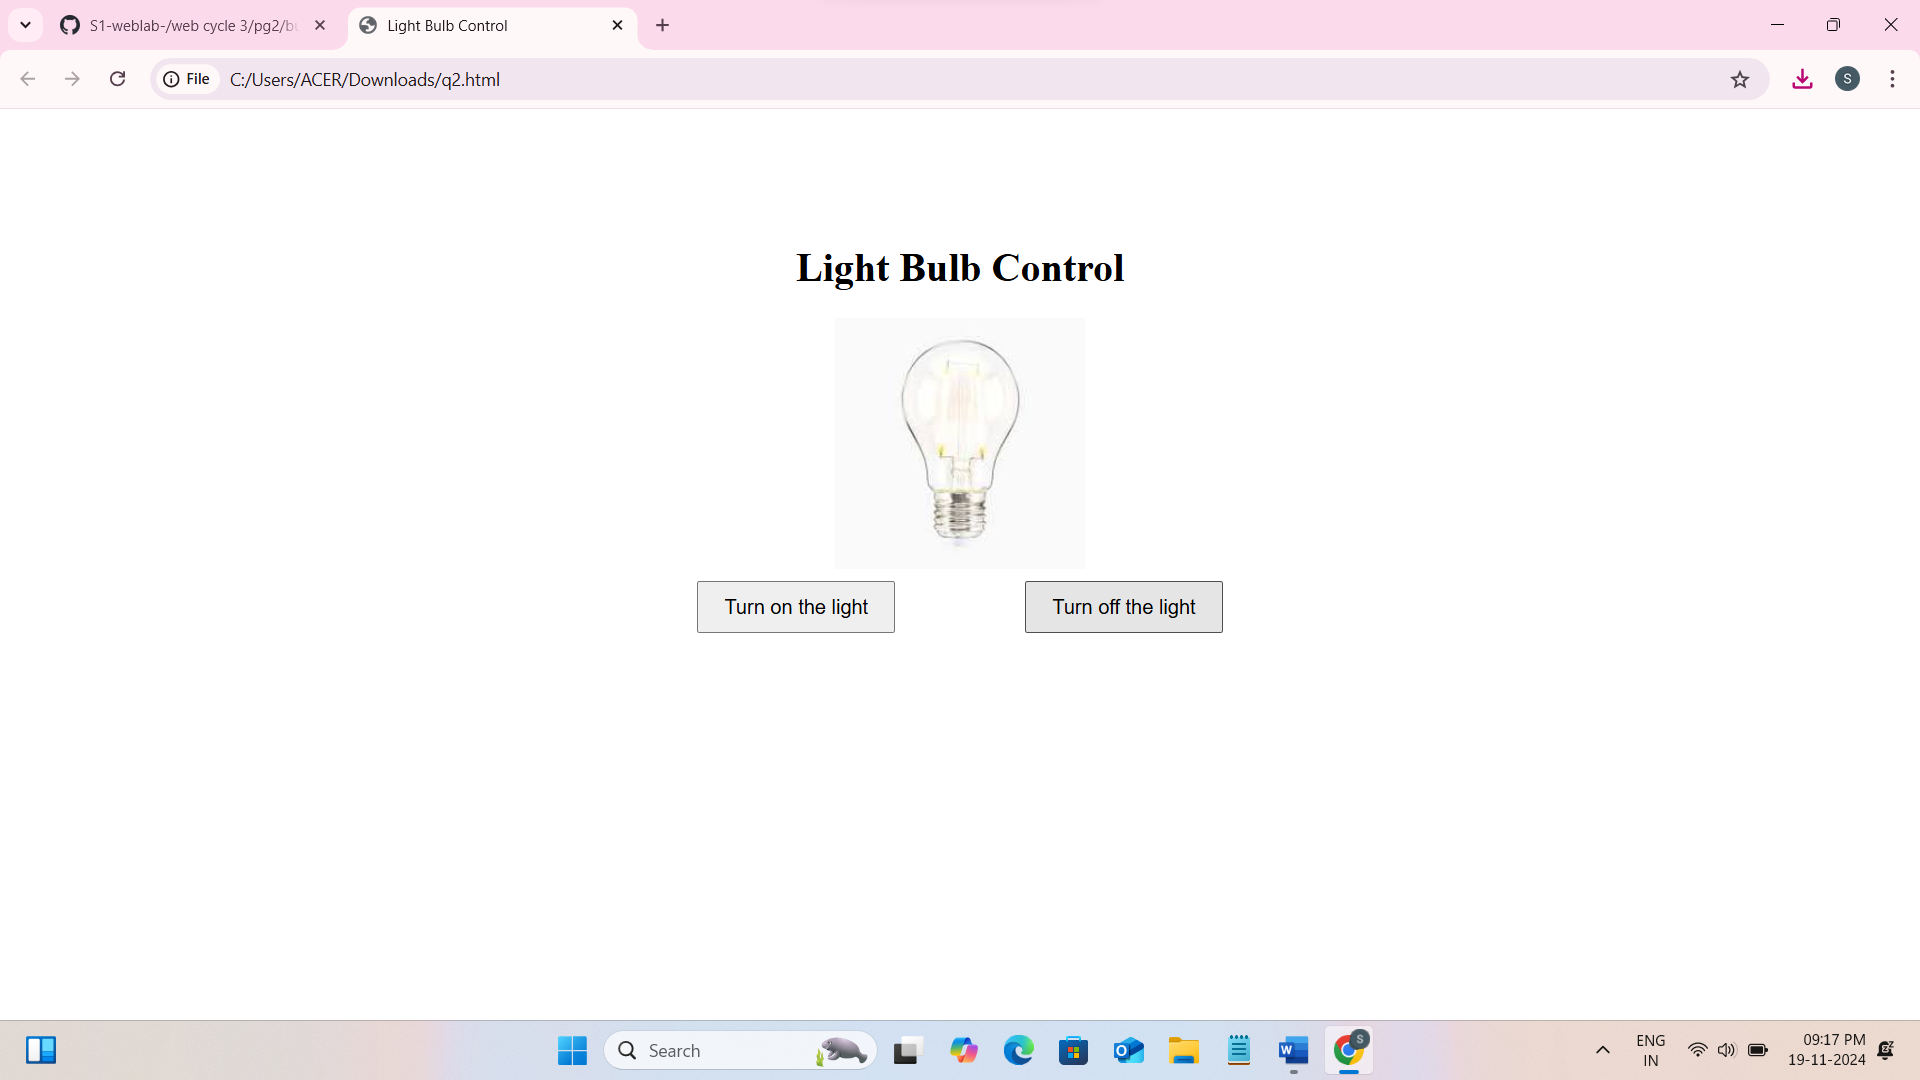 S1-weblab-/web cycle 3/pg2/bu
Light Bulb Control
File
C:/Users/ACER/Downloads/q2.html
S
Light Bulb Control
Turn on the light
Turn off the light
Search
S
ENG
IN
09:17 PM
19-11-2024